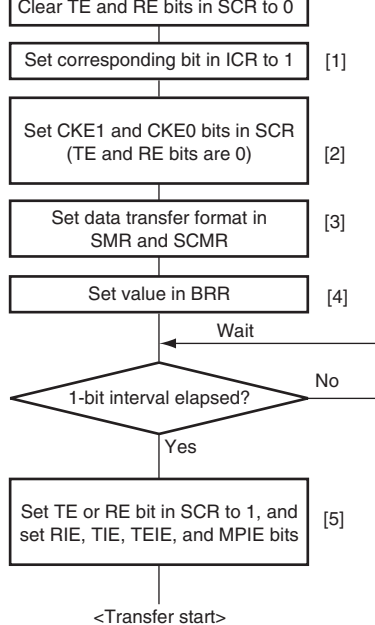 Clear TE and RE bits in SCR to 0
Set corresponding bit in ICR to 1
[1]
Set CKE1 and CKE0 bits in SCR
(TE and RE bits are 0)
[2]
Set data transfer format in
SMR and SCMR
[3]
Set value in BRR
[4]
Wait
1-bit interval elapsed?
No
Yes
Set TE or RE bit in SCR to 1, and
set RIE, TIE, TEIE, and MPIE bits
[5]
<Transfer start>